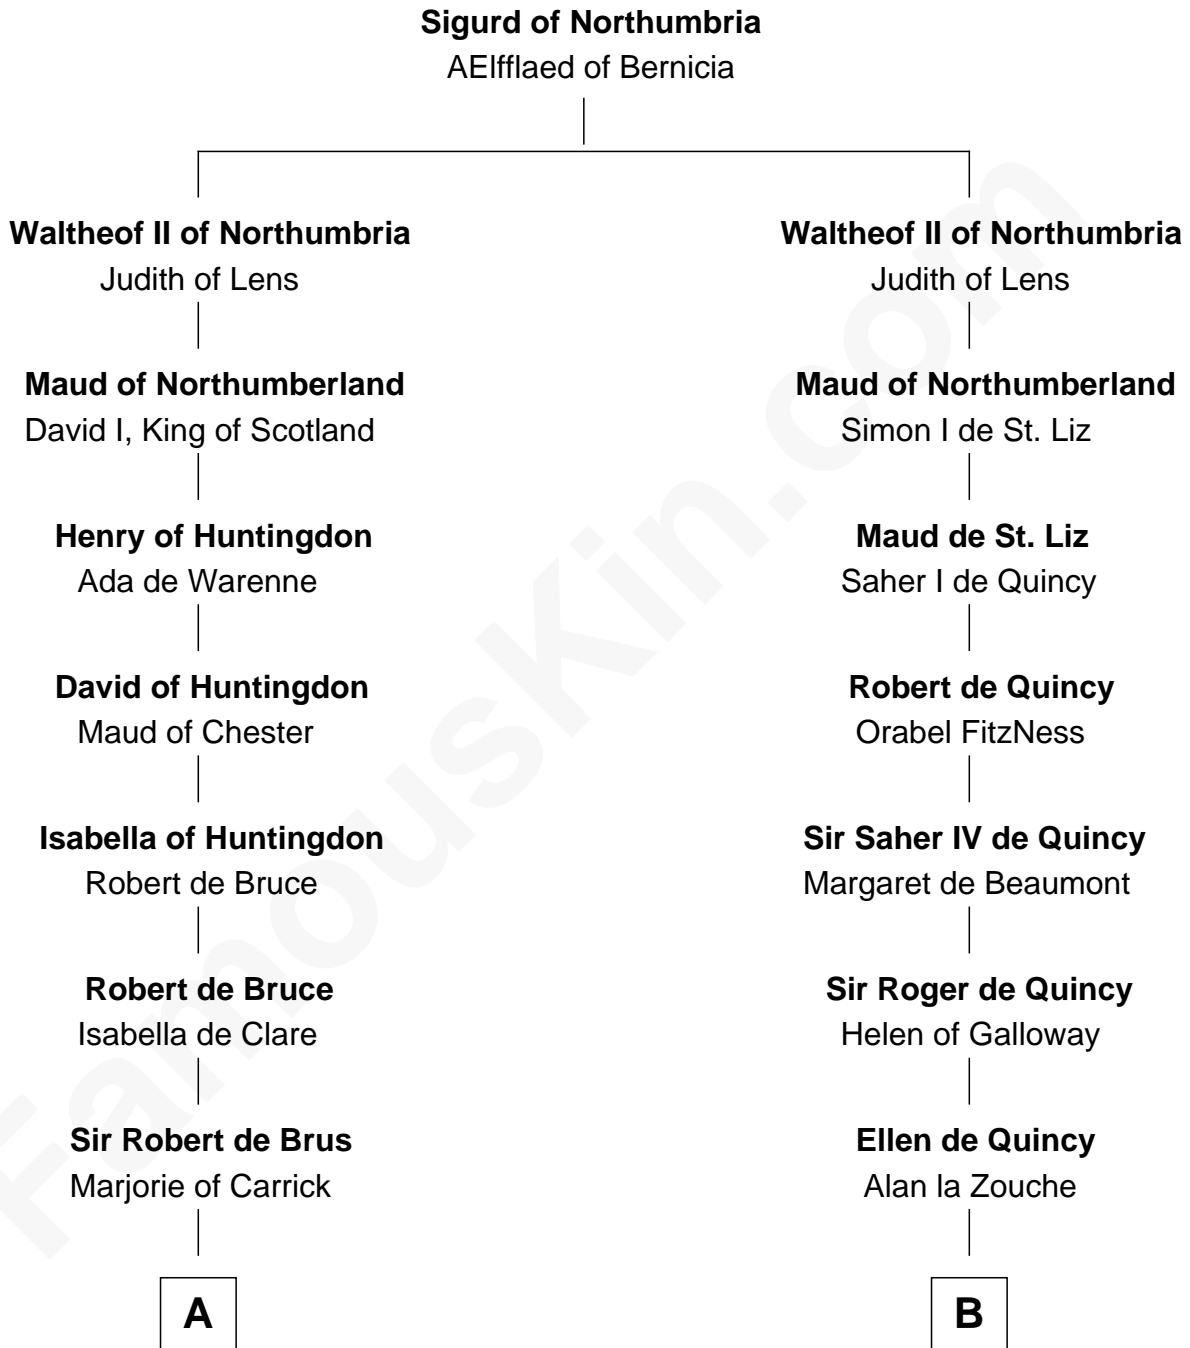 Sigurd of Northumbria
AElfflaed of Bernicia
Waltheof II of Northumbria
Judith of Lens
Waltheof II of Northumbria
Judith of Lens
Maud of Northumberland
David I, King of Scotland
Maud of Northumberland
Simon I de St. Liz
Henry of Huntingdon
Ada de Warenne
Maud de St. Liz
Saher I de Quincy
David of Huntingdon
Maud of Chester
Robert de Quincy
Orabel FitzNess
Isabella of Huntingdon
Robert de Bruce
Sir Saher IV de Quincy
Margaret de Beaumont
Robert de Bruce
Isabella de Clare
Sir Roger de Quincy
Helen of Galloway
Sir Robert de Brus
Marjorie of Carrick
Ellen de Quincy
Alan la Zouche
A
B
FamousKin.com